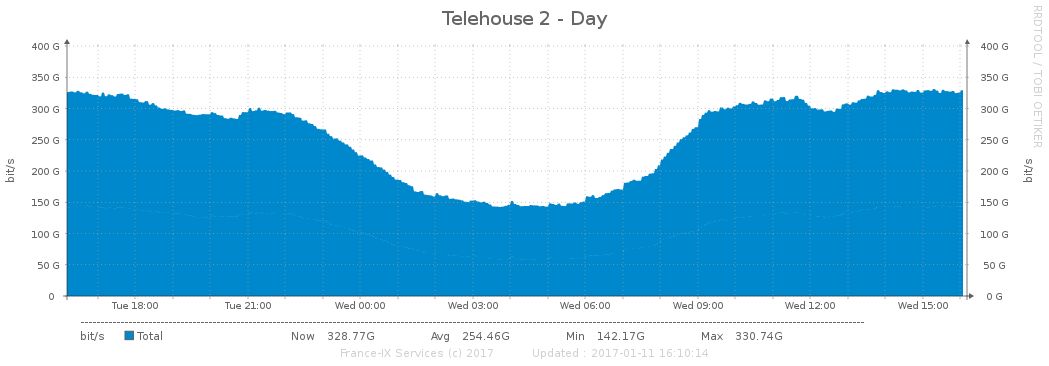 Telehouse 2 - Day
RRDTOOL / TOBI OETIKER
400 G 400 G
350 G 350 G
300 G 300 G
250 G 250 G
200 G 200 G
150 G 150 G
100 G 100 G
50 G 50 G
0 0 G
bit/s bit/s
Tue 18:00 Tue 21:00 Wed 00:00 Wed 03:00 Wed 06:00 Wed 09:00 Wed 12:00 Wed 15:00
bit/s Total Now 328.77G Avg 254.46G Min 142.17G Max 330.74G
France-IX Services (c) 2017 Updated : 2017-01-11 16:10:14